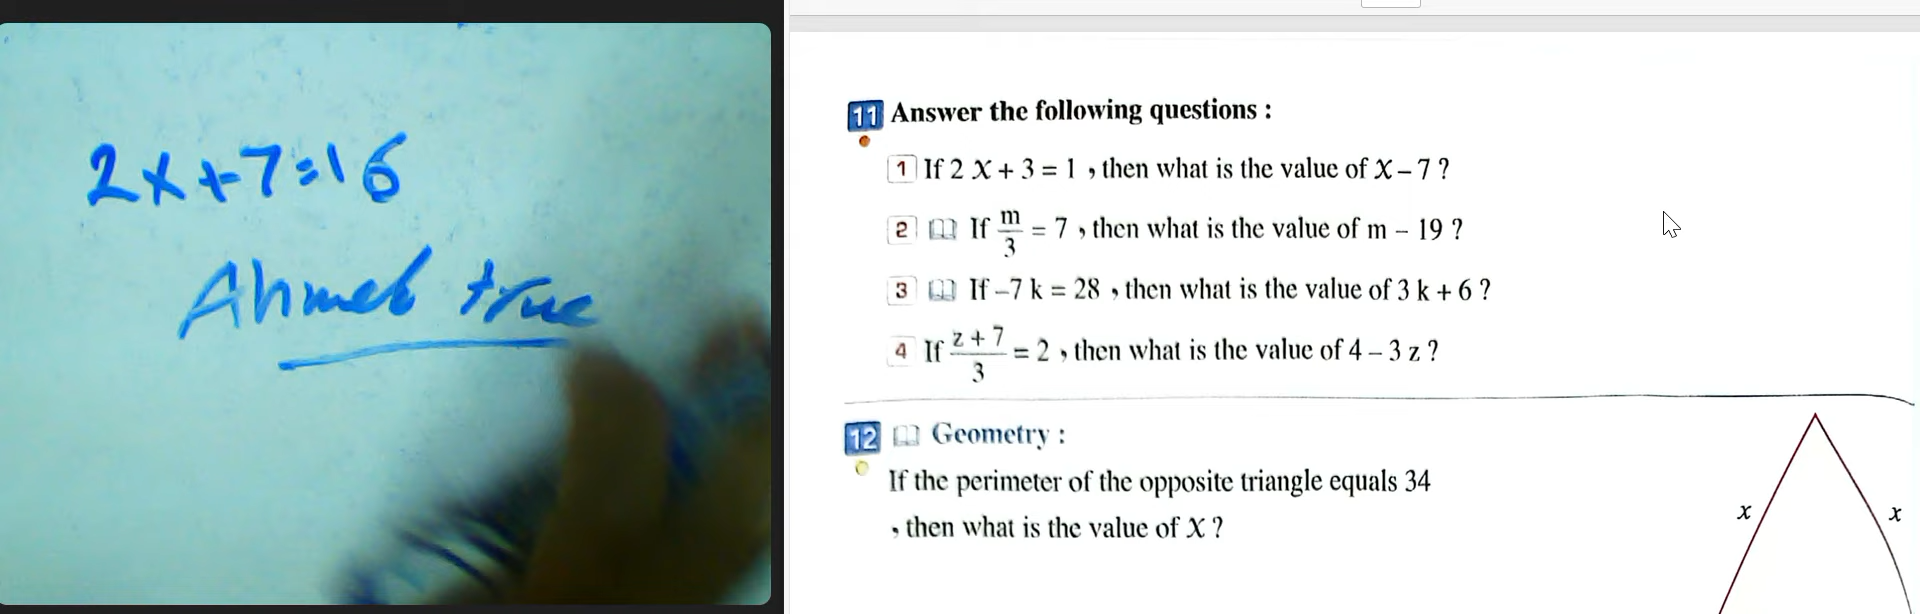 2x+7=16
Ahmed true
11 Answer the following questions :
1 If 2 X + 3 = 1 , then what is the value of X – 7 ?
2 If m/3 = 7 , then what is the value of m – 19 ?
3 If –7 k = 28 , then what is the value of 3 k + 6 ?
4 If z + 7/3 = 2 , then what is the value of 4 – 3 z ?
12 Geometry :
If the perimeter of the opposite triangle equals 34
, then what is the value of X ?
x
x